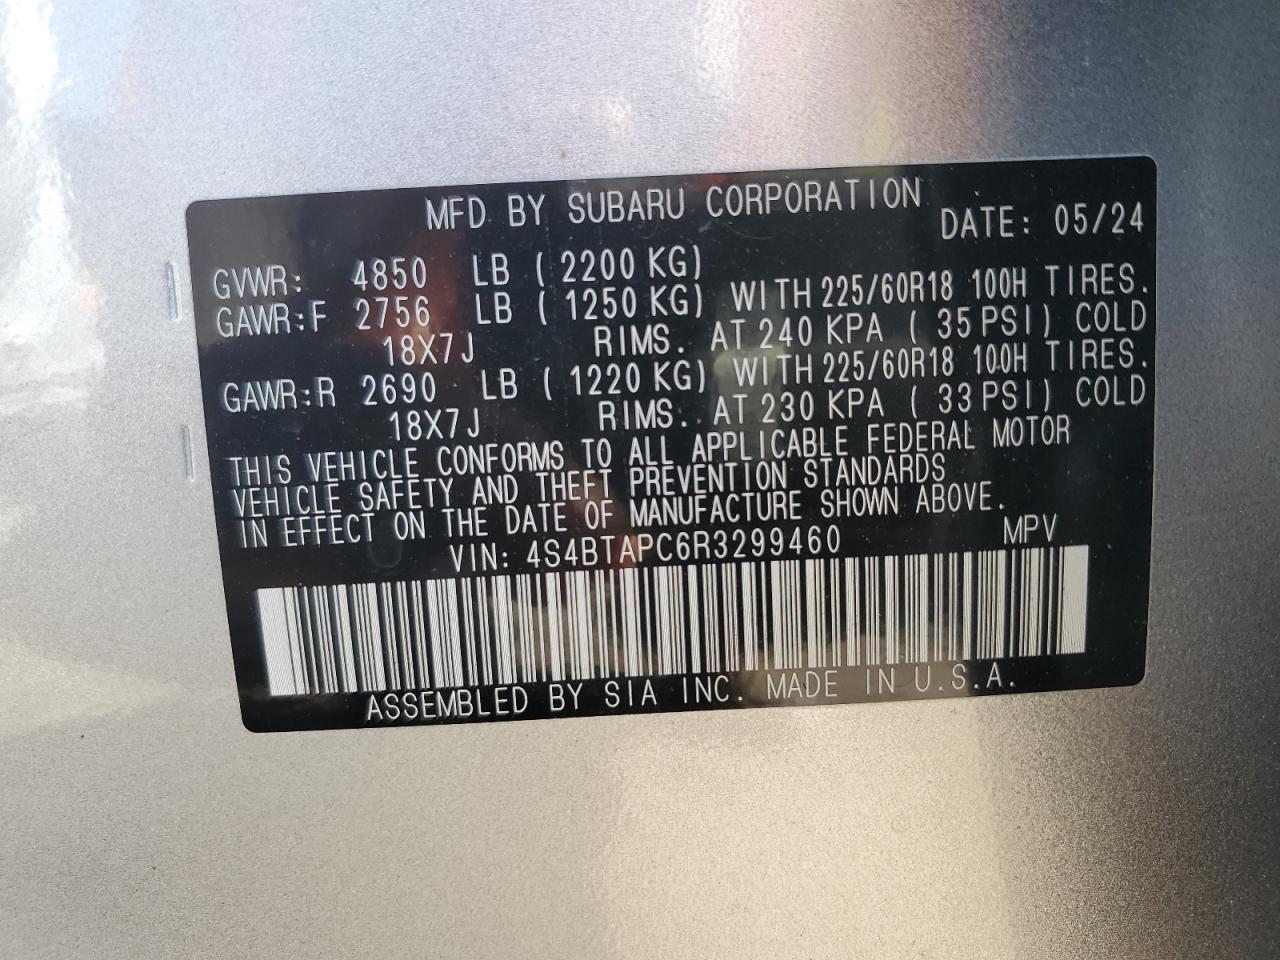 MFD BY SUBARU CORPORATION
DATE: 05/24
GVWR: 4850 LB ( 2200 KG)
GAWR:F 2756 LB ( 1250 KG) WITH 225/60R18 100H TIRES.
18X7J RIMS. AT 240 KPA ( 35 PSI) COLD
GAWR:R 2690 LB ( 1220 KG) WITH 225/60R18 100H TIRES.
18X7J RIMS. AT 230 KPA ( 33 PSI) COLD
THIS VEHICLE CONFORMS TO ALL APPLICABLE FEDERAL MOTOR
VEHICLE SAFETY AND THEFT PREVENTION STANDARDS
IN EFFECT ON THE DATE OF MANUFACTURE SHOWN ABOVE.
VIN: 4S4BTAPC6R3299460 MPV
ASSEMBLED BY SIA INC. MADE IN U.S.A.